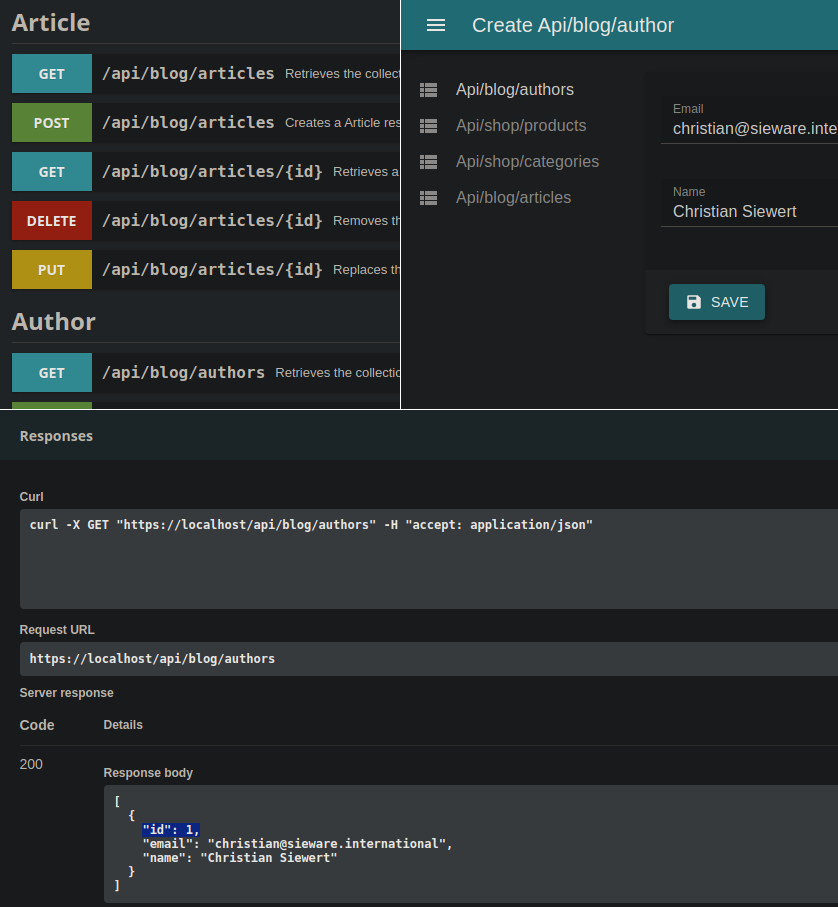 Article
GET /api/blog/articles Retrieves the collect
POST /api/blog/articles Creates a Article res
GET /api/blog/articles/{id} Retrieves a
DELETE /api/blog/articles/{id} Removes th
PUT /api/blog/articles/{id} Replaces th
Author
GET /api/blog/authors Retrieves the collectio
Create Api/blog/author
Api/blog/authors
Api/shop/products
Api/shop/categories
Api/blog/articles
Email
christian@sieware.inte
Name
Christian Siewert
SAVE
Responses
Curl
curl -X GET "https://localhost/api/blog/authors" -H "accept: application/json"
Request URL
https://localhost/api/blog/authors
Server response
Code Details
200
Response body
[
{
"id": 1,
"email": "christian@sieware.international",
"name": "Christian Siewert"
}
]